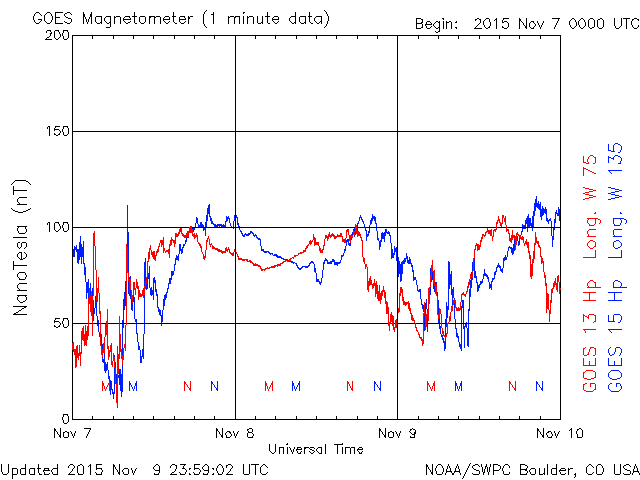 GOES Magnetometer (1 minute data)
Begin: 2015 Nov 7 0000 UTC
200
150
100
50
0
NanoTesla (nT)
M M N N M M N N M M N N
Nov 7 Nov 8 Nov 9 Nov 10
Universal Time
GOES 13 Hp Long. W 75
GOES 15 Hp Long. W 135
Updated 2015 Nov 9 23:59:02 UTC
NOAA/SWPC Boulder, CO USA